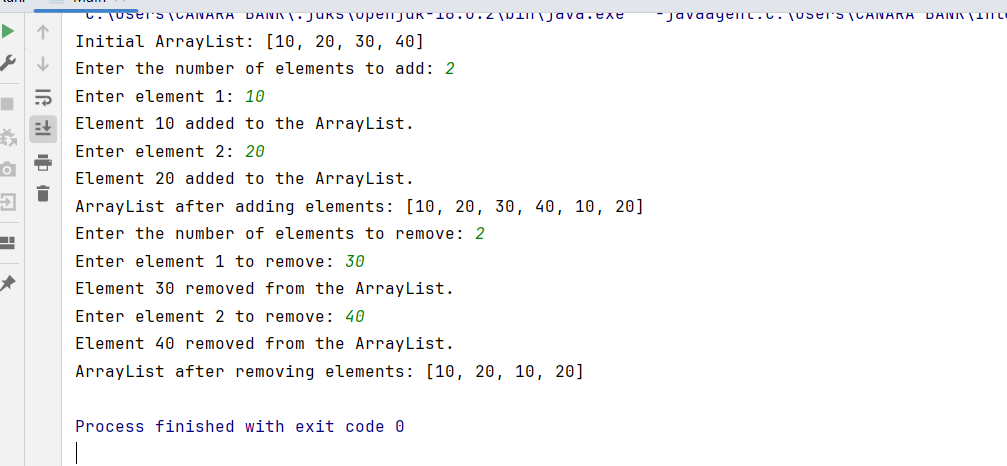 Main
C:\Users\CANARA BANK\.jdks\openjdk-18.0.2\bin\java.exe" "-javaagent:C:\Users\CANARA BANK\
Initial ArrayList: [10, 20, 30, 40]
Enter the number of elements to add: 2
Enter element 1: 10
Element 10 added to the ArrayList.
Enter element 2: 20
Element 20 added to the ArrayList.
ArrayList after adding elements: [10, 20, 30, 40, 10, 20]
Enter the number of elements to remove: 2
Enter element 1 to remove: 30
Element 30 removed from the ArrayList.
Enter element 2 to remove: 40
Element 40 removed from the ArrayList.
ArrayList after removing elements: [10, 20, 10, 20]
Process finished with exit code 0